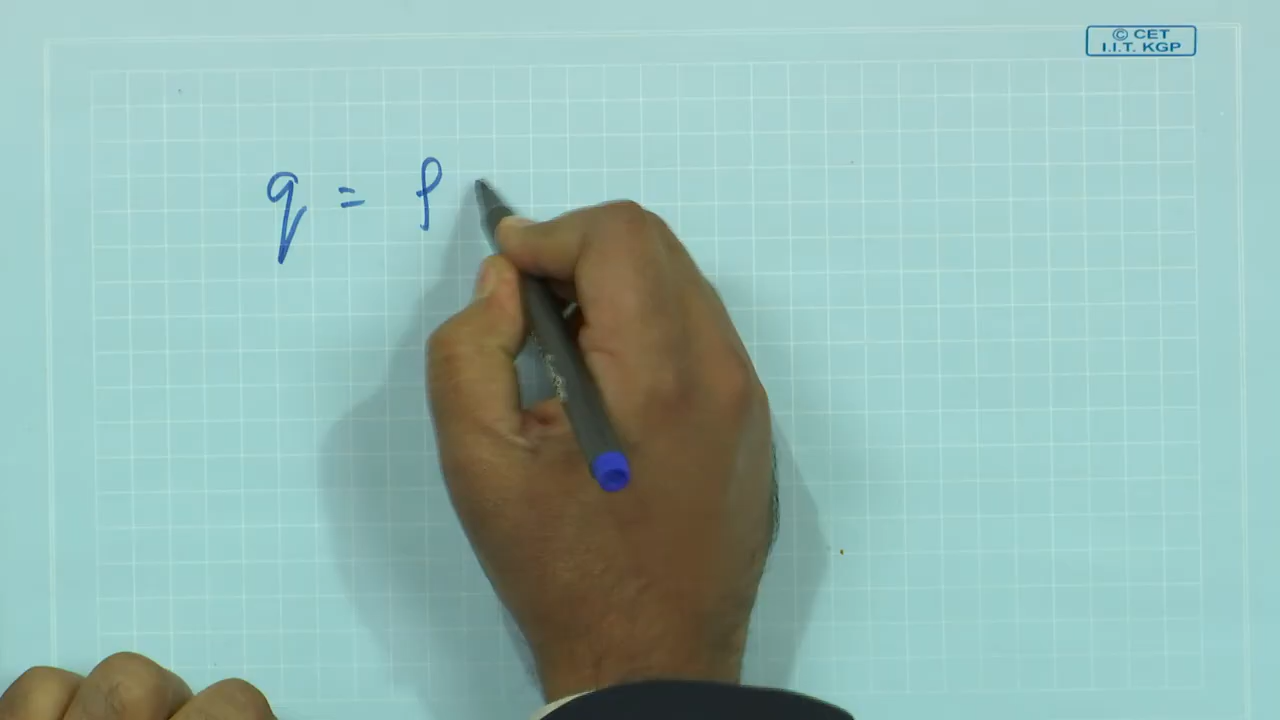 © CET
I.I.T. KGP
q = ρ